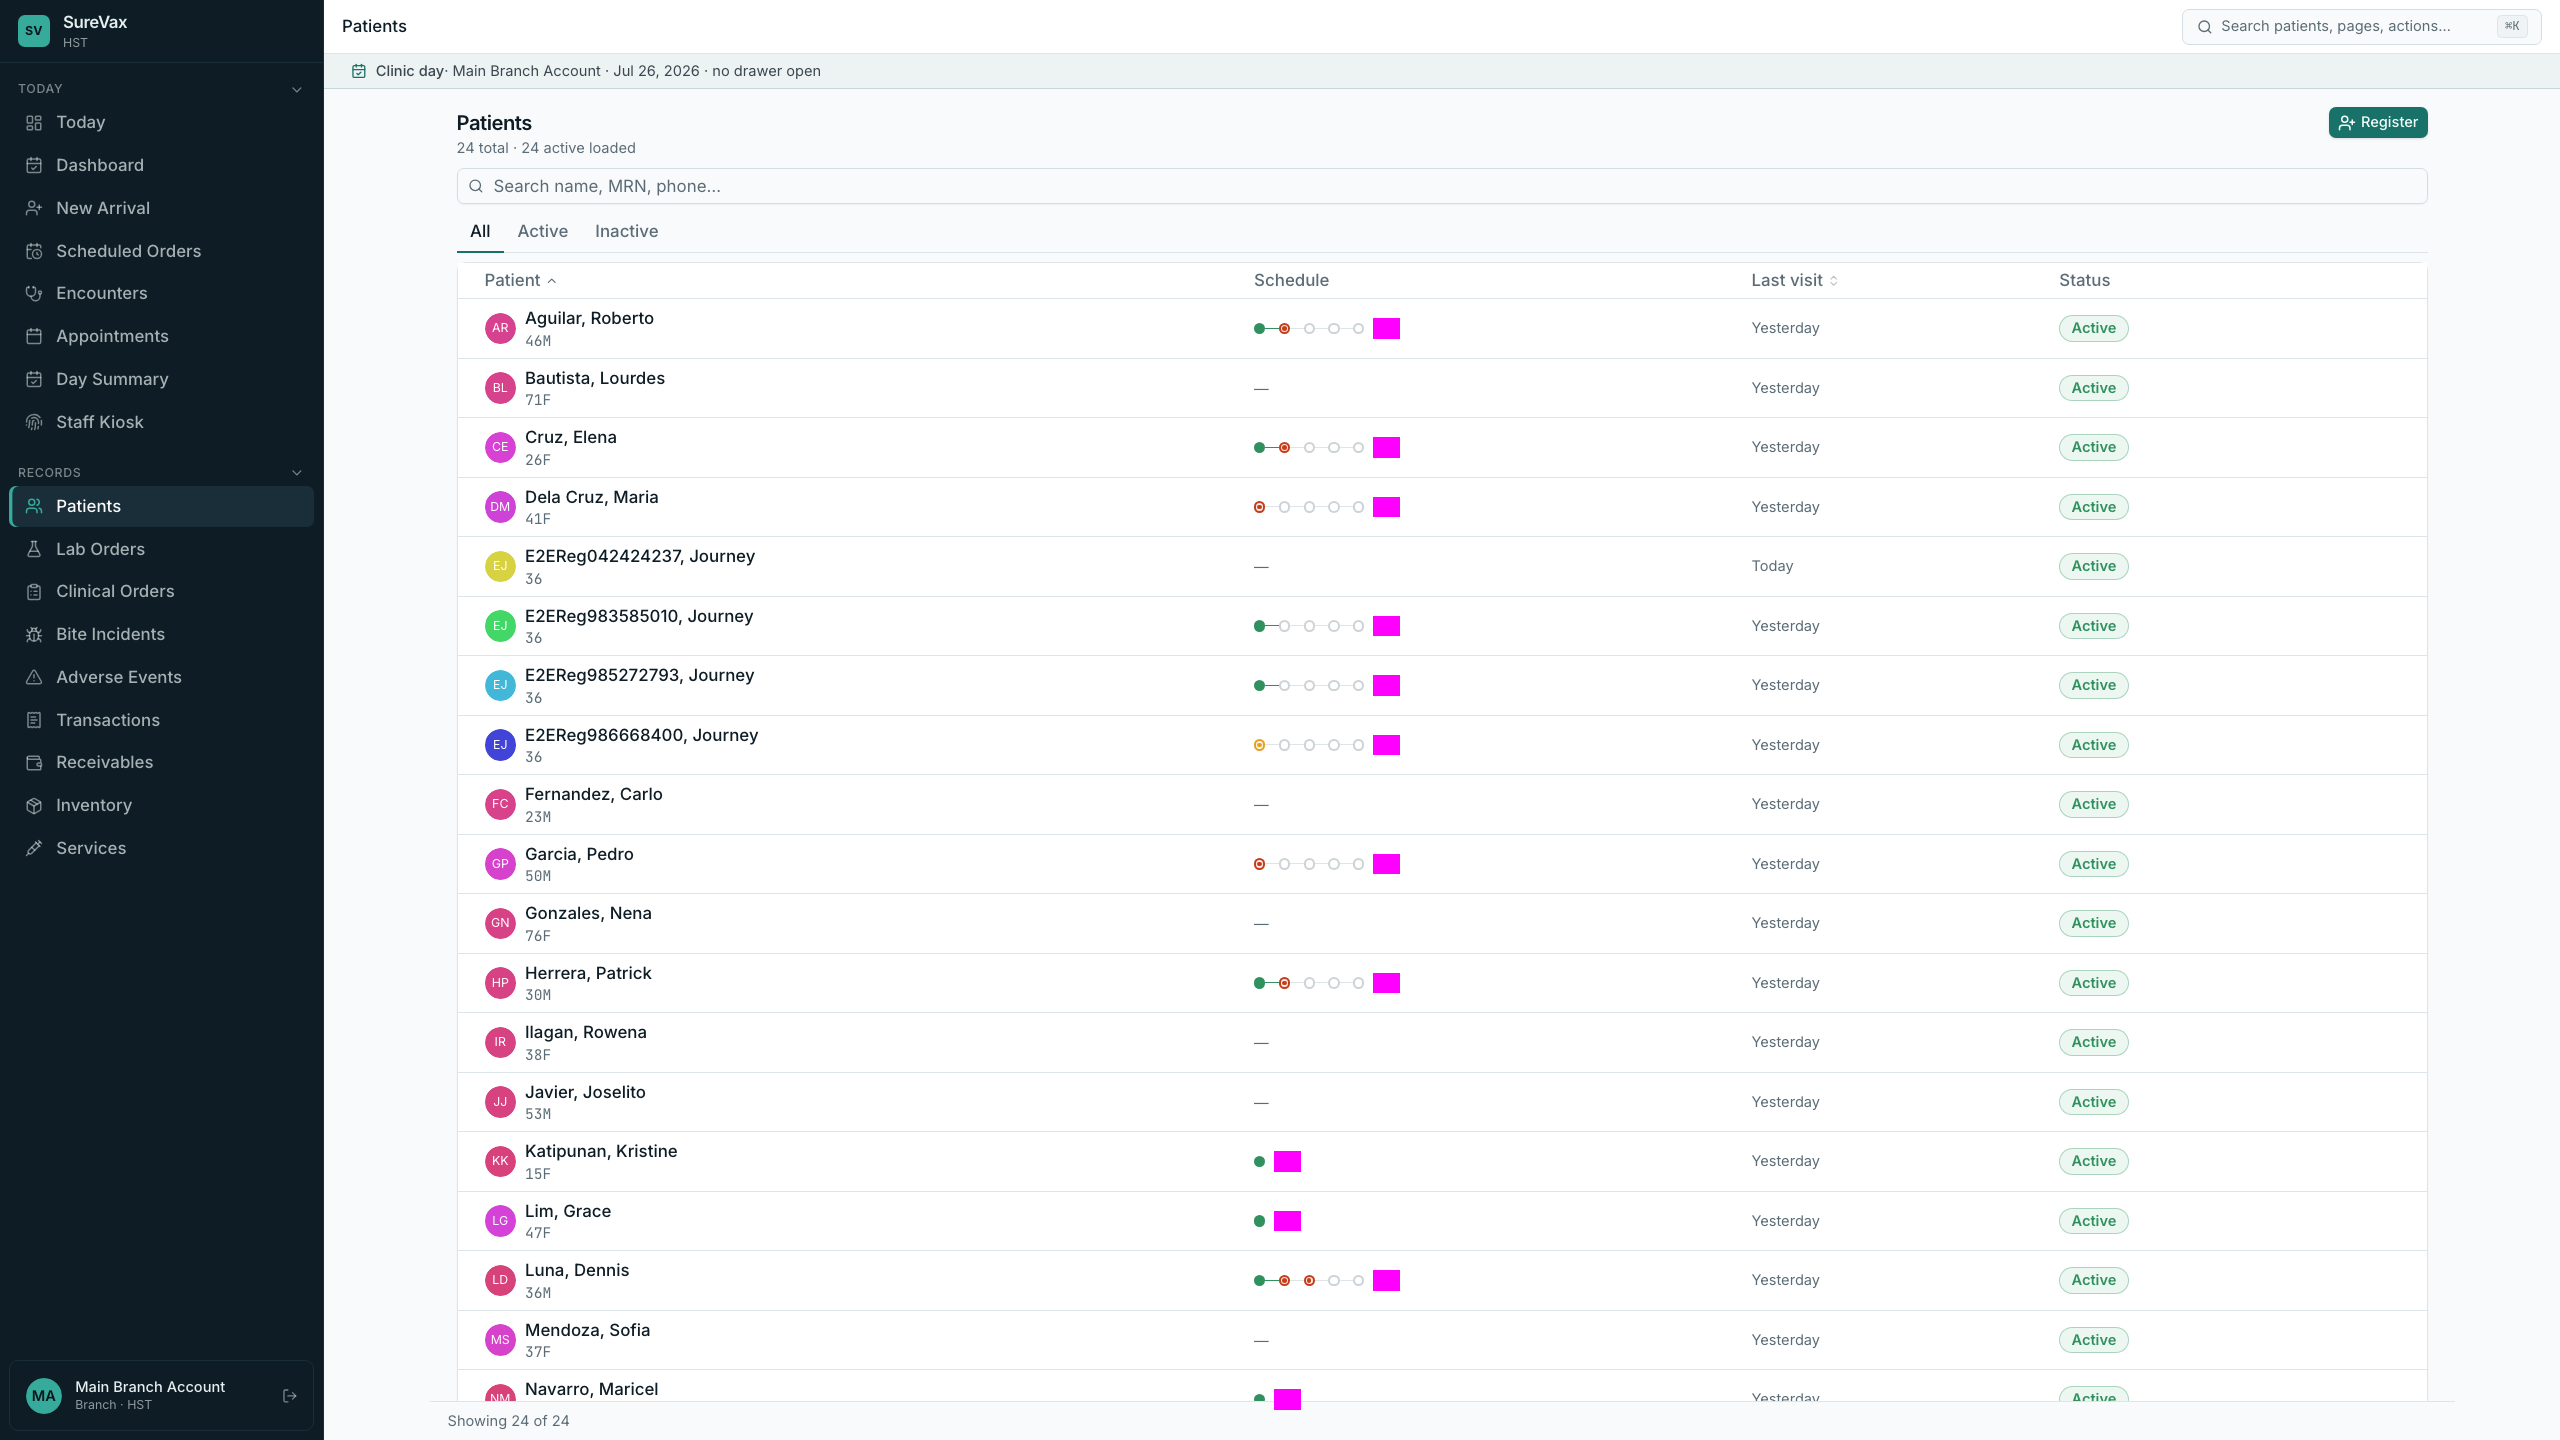 SV
SureVax
HST
TODAY
Today
Dashboard
New Arrival
Scheduled Orders
Encounters
Appointments
Day Summary
Staff Kiosk
RECORDS
Patients
Lab Orders
Clinical Orders
Bite Incidents
Adverse Events
Transactions
Receivables
Inventory
Services
MA
Main Branch Account
Branch · HST
Patients
Search patients, pages, actions...
⌘K
Clinic day· Main Branch Account · Jul 26, 2026 · no drawer open
Patients
24 total · 24 active loaded
Register
Search name, MRN, phone...
All Active Inactive
Patient Schedule Last visit Status
AR Aguilar, Roberto
46M
Yesterday Active
BL Bautista, Lourdes
71F
— Yesterday Active
CE Cruz, Elena
26F
Yesterday Active
DM Dela Cruz, Maria
41F
Yesterday Active
EJ E2EReg042424237, Journey
36
— Today Active
EJ E2EReg983585010, Journey
36
Yesterday Active
EJ E2EReg985272793, Journey
36
Yesterday Active
EJ E2EReg986668400, Journey
36
Yesterday Active
FC Fernandez, Carlo
23M
— Yesterday Active
GP Garcia, Pedro
50M
Yesterday Active
GN Gonzales, Nena
76F
— Yesterday Active
HP Herrera, Patrick
30M
Yesterday Active
IR Ilagan, Rowena
38F
— Yesterday Active
JJ Javier, Joselito
53M
— Yesterday Active
KK Katipunan, Kristine
15F
Yesterday Active
LG Lim, Grace
47F
Yesterday Active
LD Luna, Dennis
36M
Yesterday Active
MS Mendoza, Sofia
37F
— Yesterday Active
NM Navarro, Maricel
Yesterday Active
Showing 24 of 24